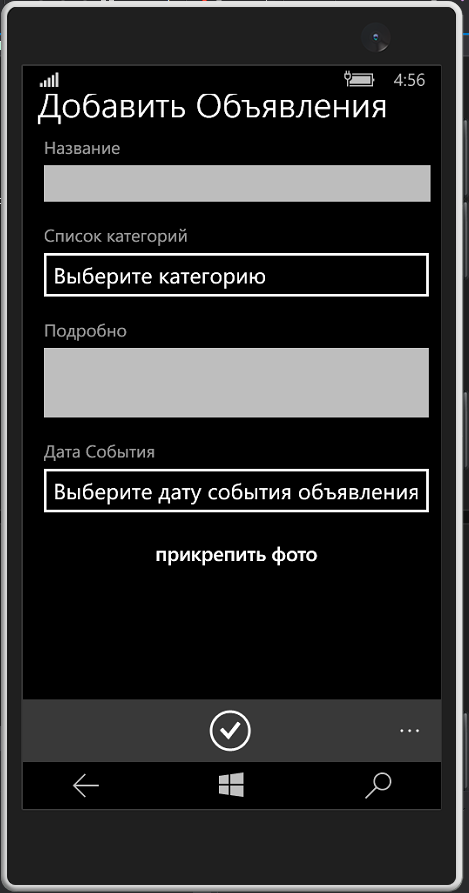 4:56
Добавить Объявления
Название
Список категорий
Выберите категорию
Подробно
Дата События
Выберите дату события объявления
прикрепить фото
...